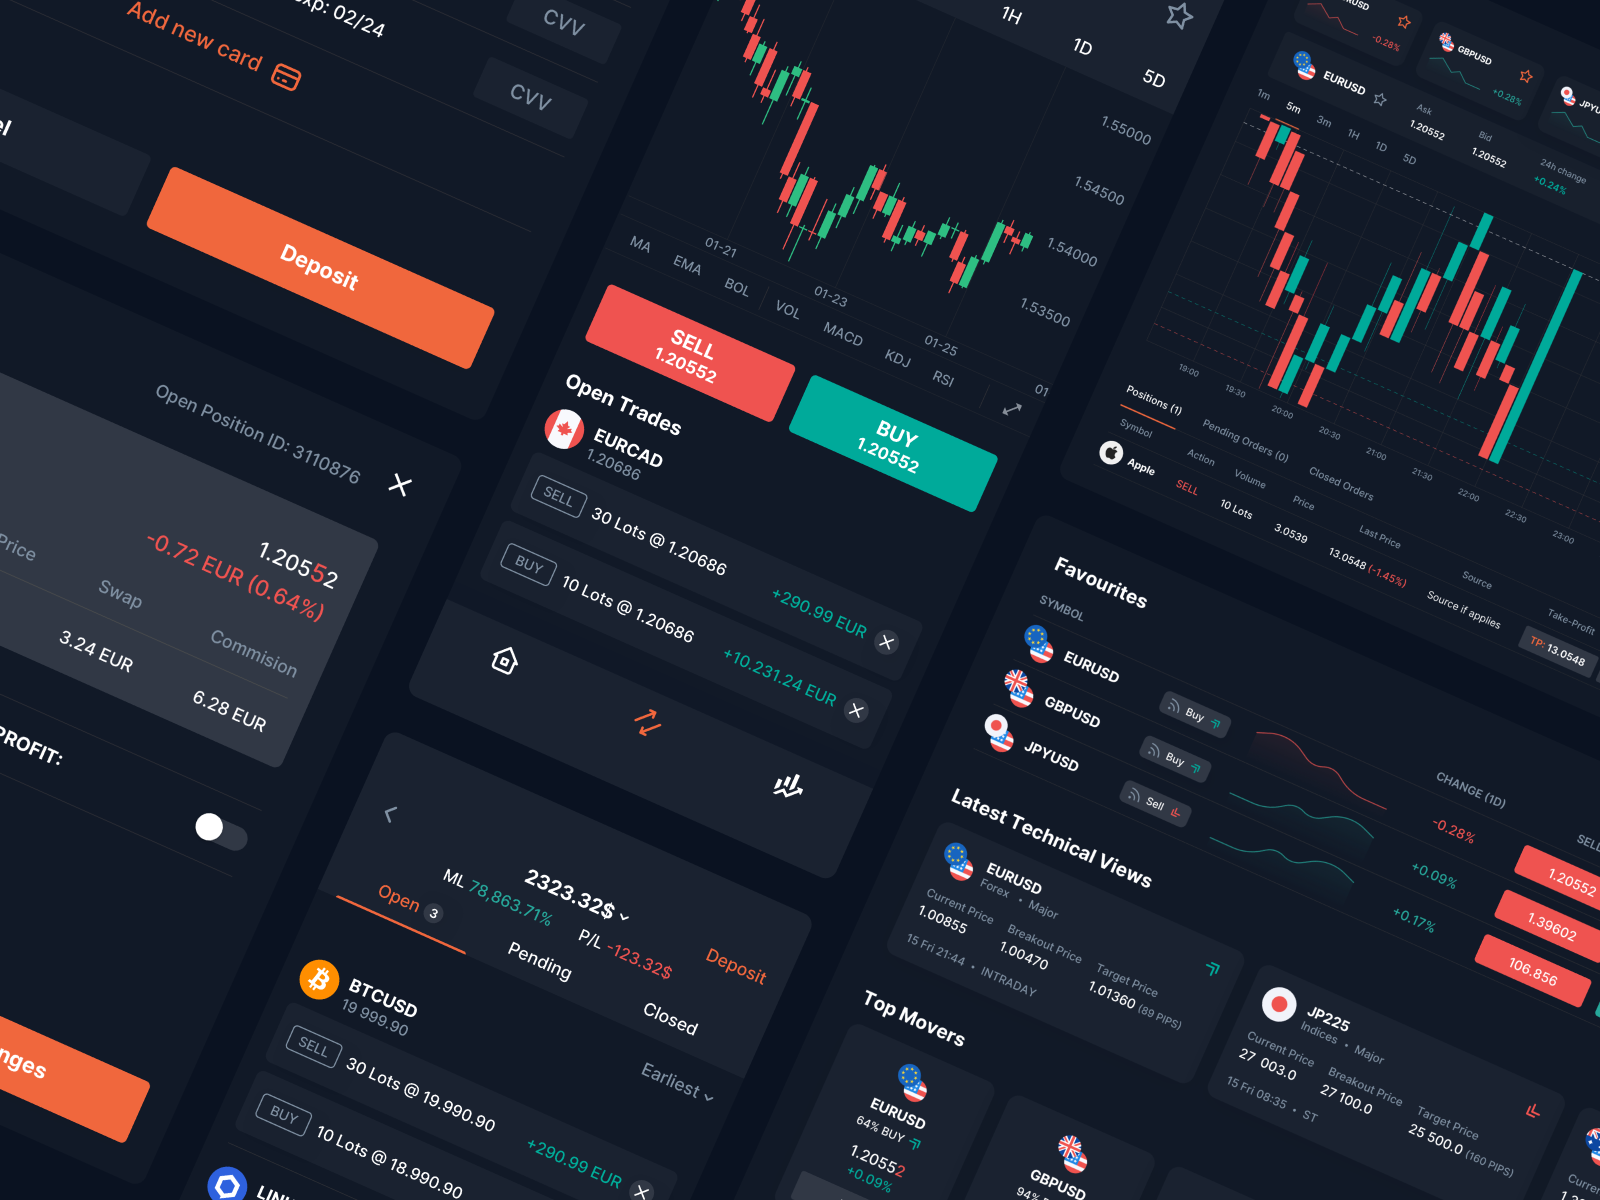 xp: 02/24
CVV
Add new card
CVV
Deposit
Open Position ID: 3110876
1.20552
-0.72 EUR (0.64%)
Price
Swap
Commision
3.24 EUR
6.28 EUR
PROFIT:
nges
1H
1D
5D
1.55000
1.54500
1.54000
1.53500
01-21
01-23
01-25
01
MA
EMA
BOL
VOL
MACD
KDJ
RSI
SELL
1.20552
BUY
1.20552
Open Trades
EURCAD
1.20686
SELL
30 Lots @ 1.20686
+290.99 EUR
BUY
10 Lots @ 1.20686
+10.231.24 EUR
2323.32$
ML 78,863.71%
P/L -123.32$
Deposit
Open 3
Pending
Closed
Earliest
BTCUSD
19 999.90
SELL
30 Lots @ 19.990.90
+290.99 EUR
BUY
10 Lots @ 18.990.90
-0.28%
GBPUSD
+0.28%
EURUSD
Ask
1.20552
Bid
1.20552
24h change
+0.24%
1m
5m
3m
1H
1D
5D
19:00
19:30
20:00
20:30
21:00
21:30
22:00
22:30
23:00
Positions (1)
Pending Orders (0)
Closed Orders
Symbol
Action
Volume
Price
Last Price
Source
Take-Profit
Apple
SELL
10 Lots
3.0539
13.0548 (-1.45%)
Source if applies
TP: 13.0548
Favourites
SYMBOL
CHANGE (1D)
EURUSD
Buy
-0.28%
1.20552
GBPUSD
Buy
+0.09%
1.39602
JPYUSD
Sell
+0.17%
106.856
Latest Technical Views
EURUSD
Forex • Major
Current Price
1.00855
Breakout Price
1.00470
Target Price
1.01360 (89 PIPS)
15 Fri 21:44 • INTRADAY
JP225
Indices • Major
Current Price
27 003.0
Breakout Price
27 100.0
Target Price
25 500.0 (160 PIPS)
15 Fri 08:35 • ST
Top Movers
EURUSD
64% BUY
1.20552
+0.09%
GBPUSD